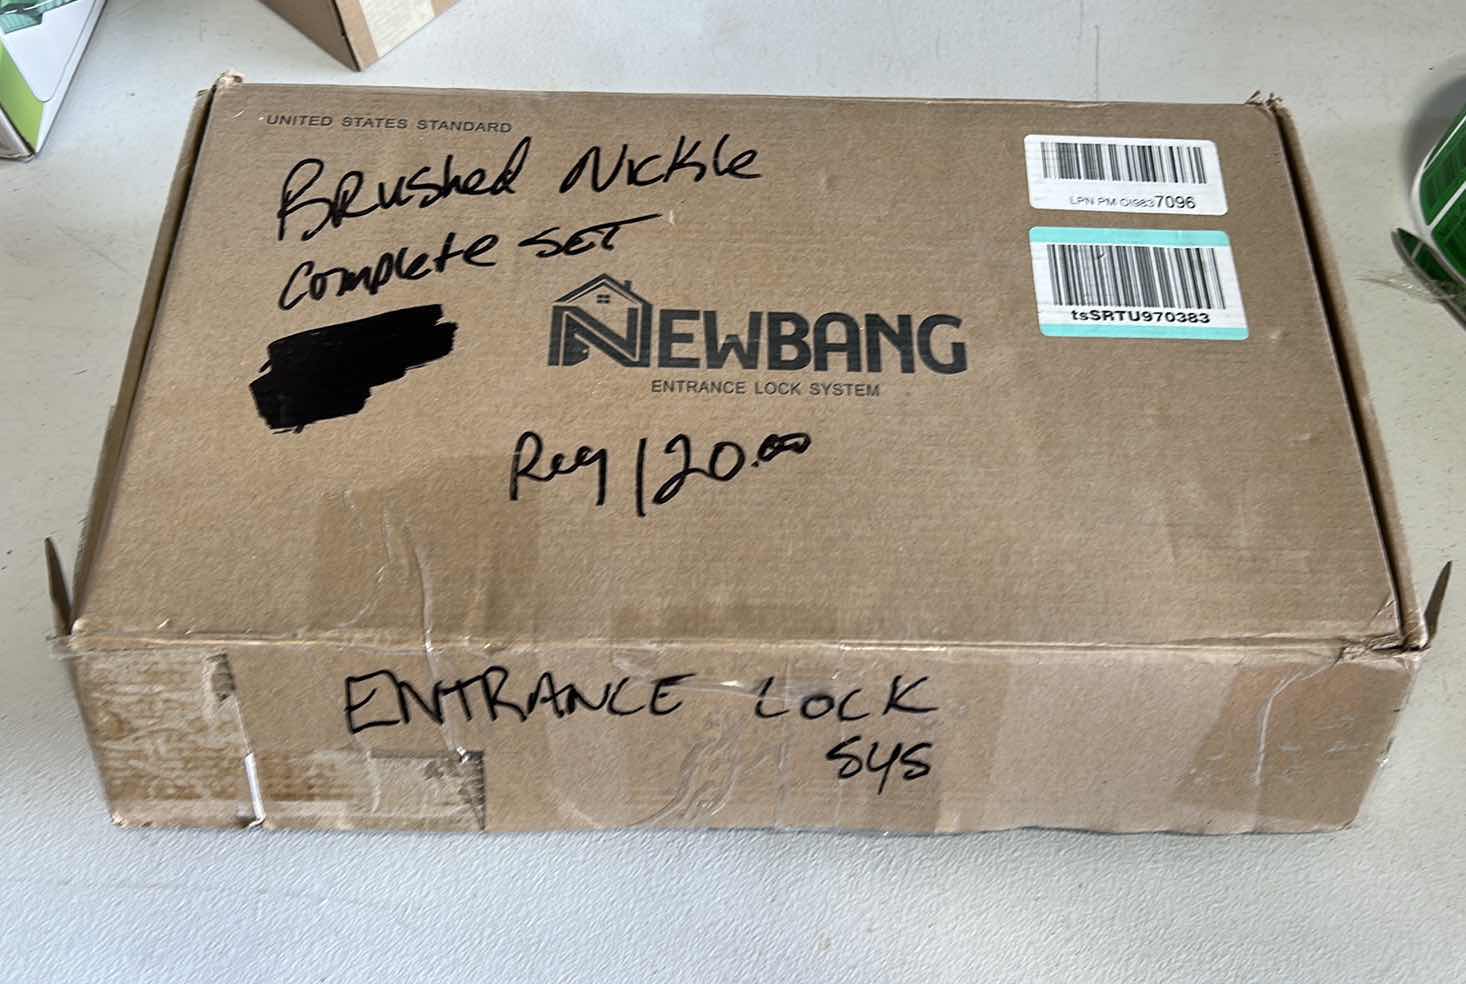 UNITED STATES STANDARD
BRushed Nickle
complete SET
LPN PM OI9837096
tsSRTU970383
NEWBANG
ENTRANCE LOCK SYSTEM
Reg 120.00
ENTRANCE LOCK
SYS